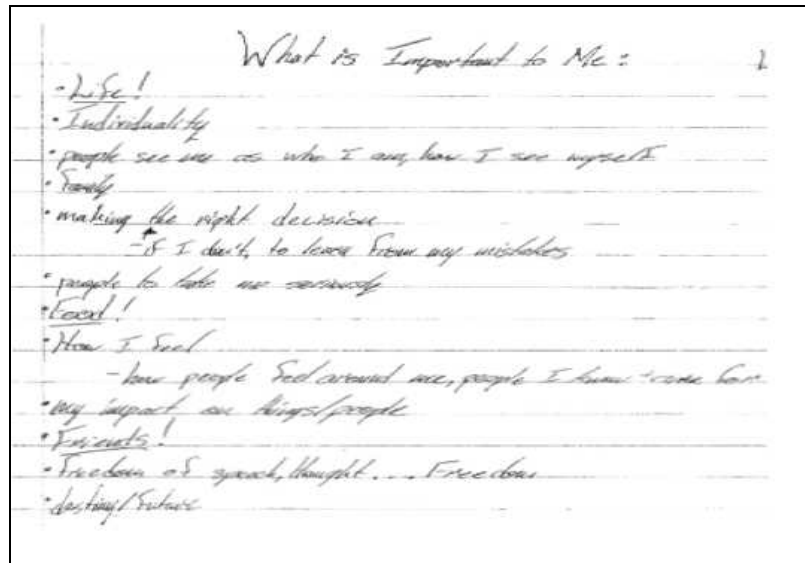 What is Important to Me:
• Life!
• Individuality
• people see me as who I am, how I see myself
• family
• making the right decision
- if I don't, to learn from my mistakes
• people to take me seriously
• Food!
• How I feel
- how people feel around me, people I know
• my impact on things/people
• Friends!
• Freedom of speech, thought.... Freedom
• destiny/future